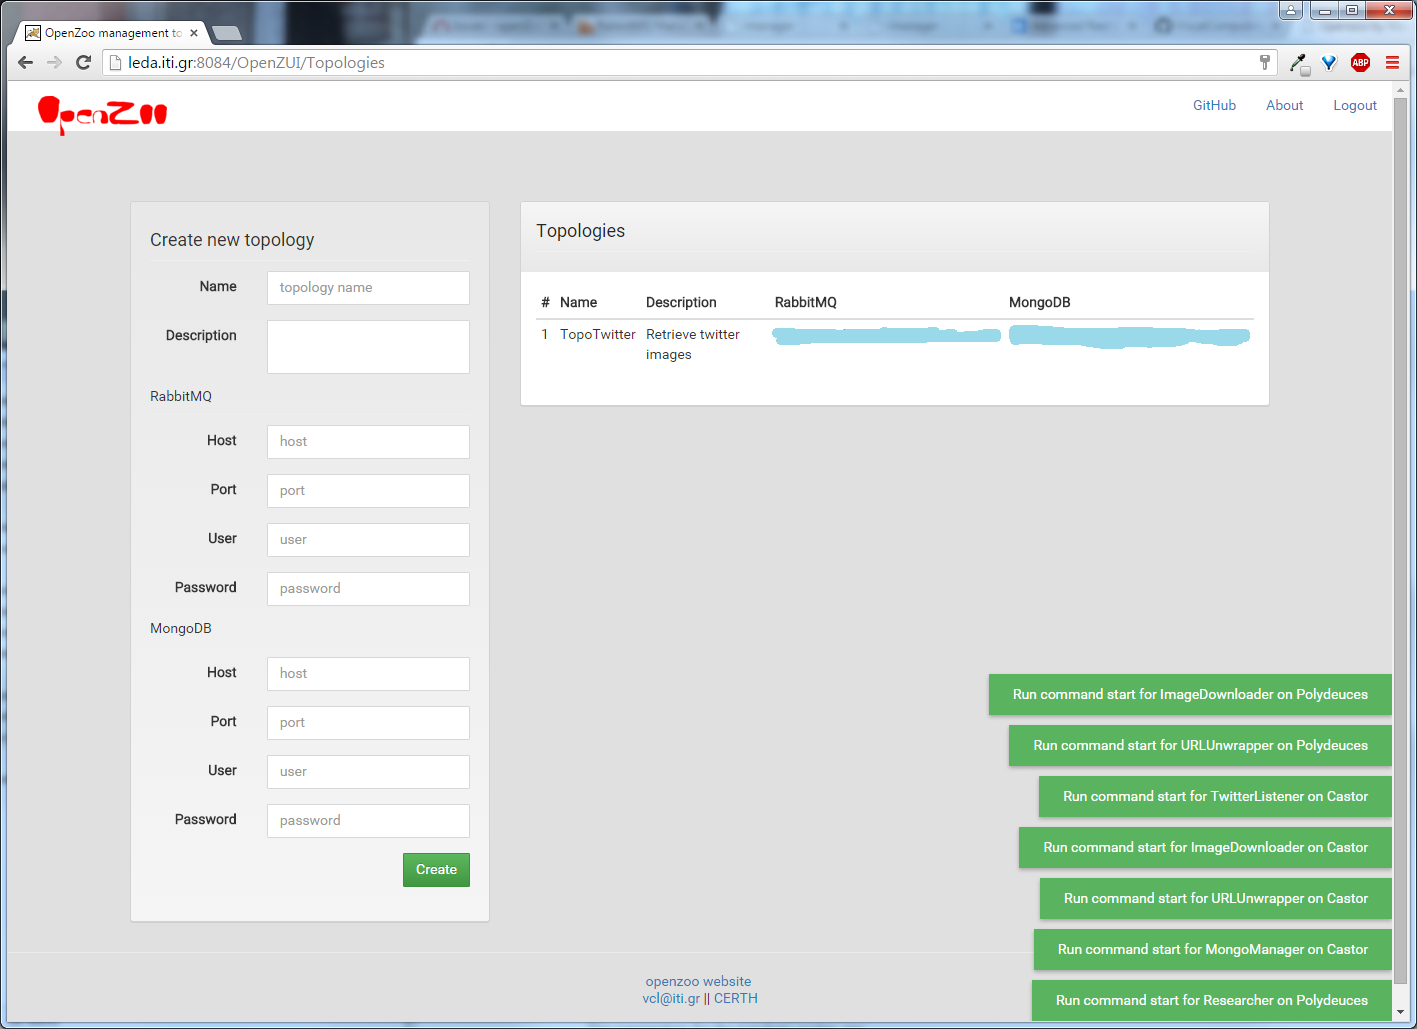 OpenZoo management to
leda.iti.gr:8084/OpenZUI/Topologies
ABP
OpenZoo
GitHub
About
Logout
Create new topology
Name
topology name
Description
RabbitMQ
Host
host
Port
port
User
user
Password
password
MongoDB
Host
host
Port
port
User
user
Password
password
Create
Topologies
# Name Description RabbitMQ MongoDB
1 TopoTwitter Retrieve twitter
images
Run command start for ImageDownloader on Polydeuces
Run command start for URLUnwrapper on Polydeuces
Run command start for TwitterListener on Castor
Run command start for ImageDownloader on Castor
Run command start for URLUnwrapper on Castor
Run command start for MongoManager on Castor
Run command start for Researcher on Polydeuces
openzoo website
vcl@iti.gr || CERTH